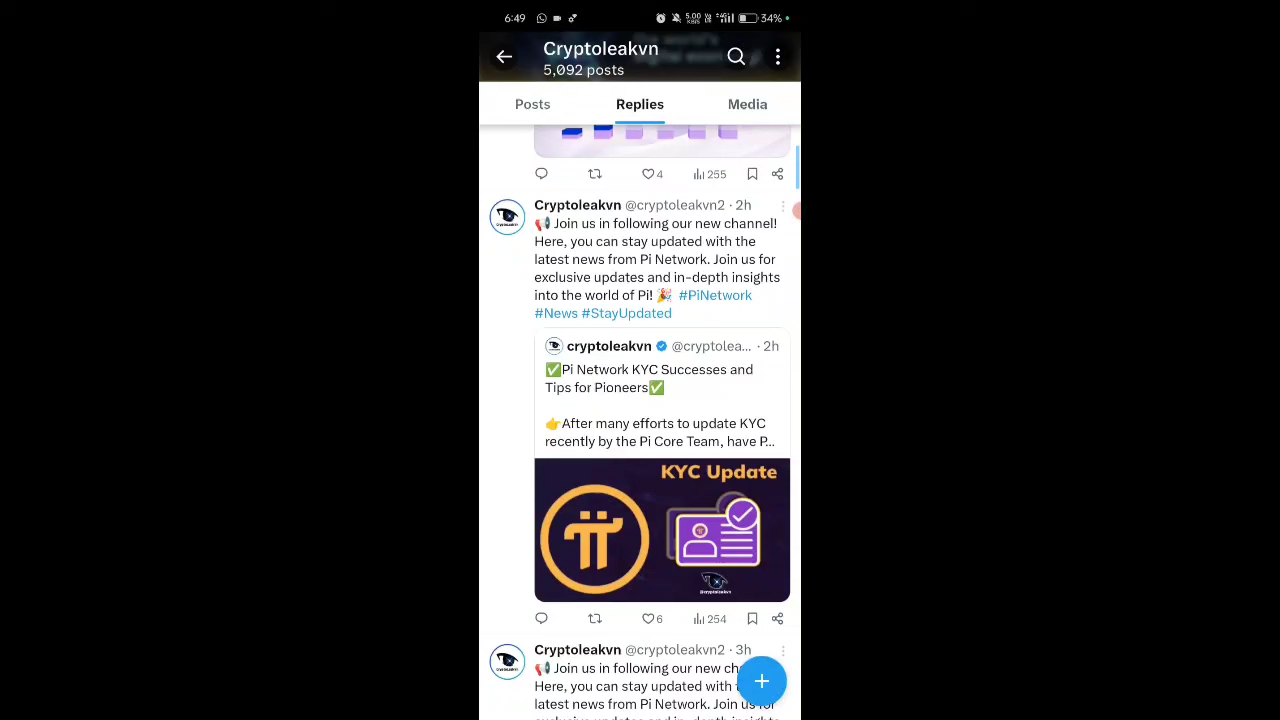 6:49 5.00 KB/S 34%
Cryptoleakvn
5,092 posts
Posts Replies Media
4 255
Cryptoleakvn @cryptoleakvn2 · 2h
📢 Join us in following our new channel!
Here, you can stay updated with the
latest news from Pi Network. Join us for
exclusive updates and in-depth insights
into the world of Pi! 🎉 #PiNetwork
#News #StayUpdated
cryptoleakvn @cryptolea... · 2h
✅Pi Network KYC Successes and
Tips for Pioneers✅
👉After many efforts to update KYC
recently by the Pi Core Team, have P...
KYC Update
@cryptoleakvn
6 254
Cryptoleakvn @cryptoleakvn2 · 3h
📢 Join us in following our new
Here, you can stay updated with
latest news from Pi Network. Join us for